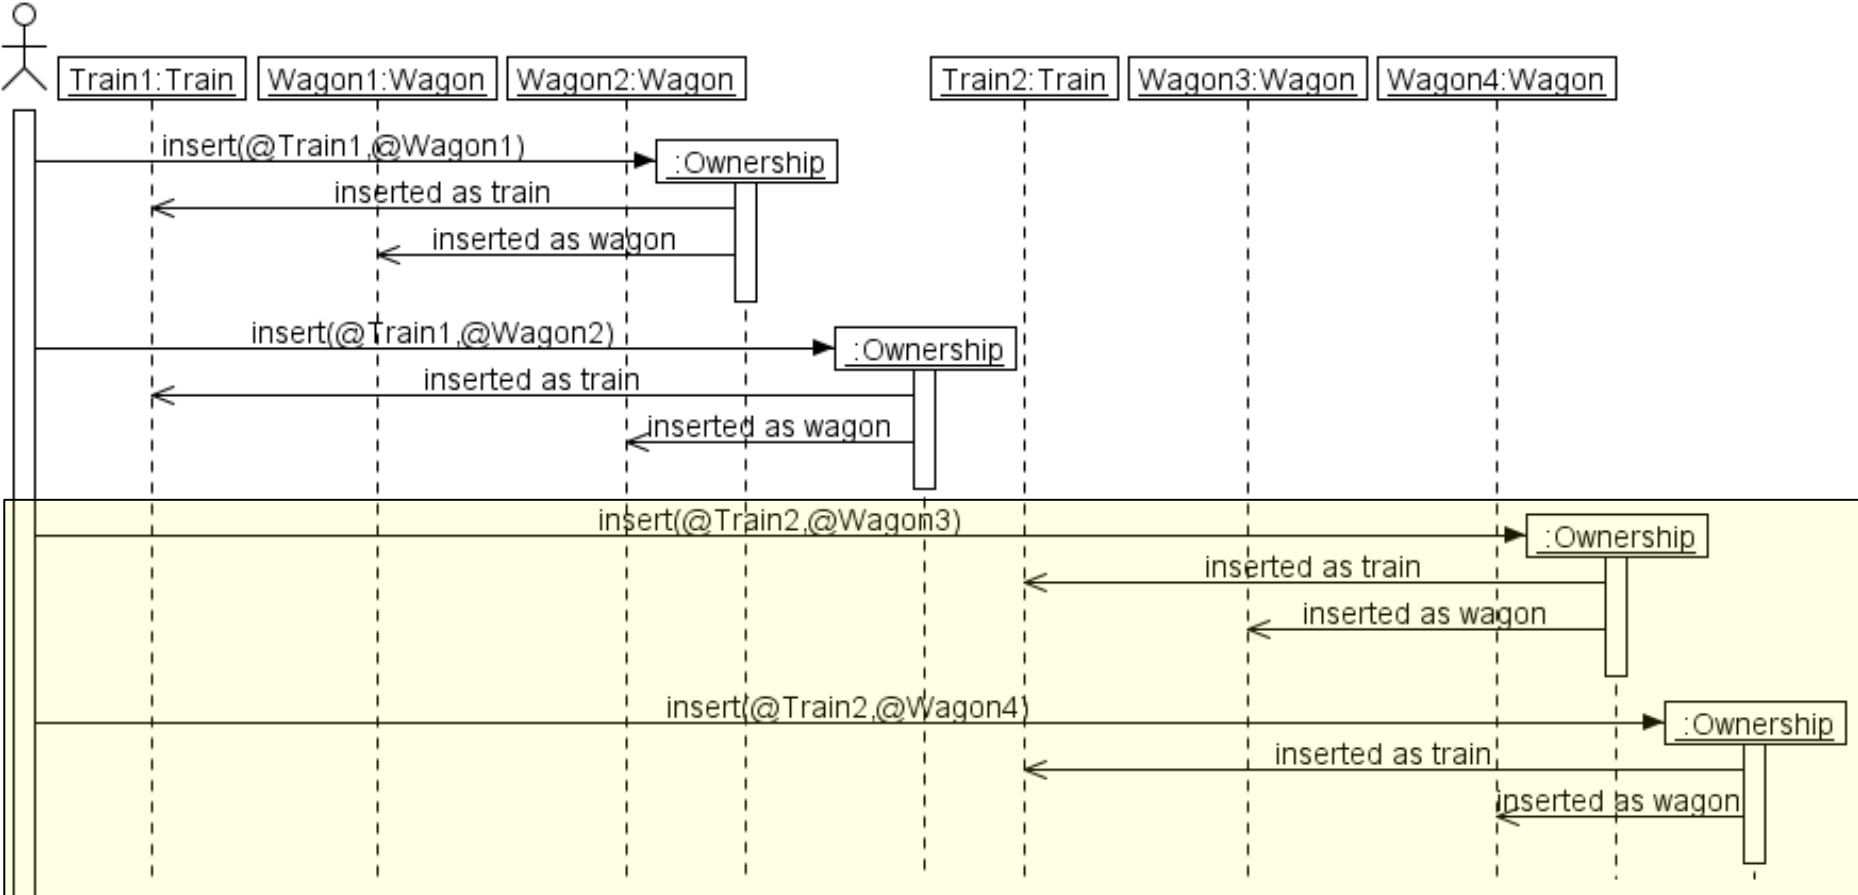 Train1:Train
Wagon1:Wagon
Wagon2:Wagon
Train2:Train
Wagon3:Wagon
Wagon4:Wagon
insert(@Train1,@Wagon1)
:Ownership
inserted as train
inserted as wagon
insert(@Train1,@Wagon2)
:Ownership
inserted as train
inserted as wagon
insert(@Train2,@Wagon3)
:Ownership
inserted as train
inserted as wagon
insert(@Train2,@Wagon4)
:Ownership
inserted as train
inserted as wagon